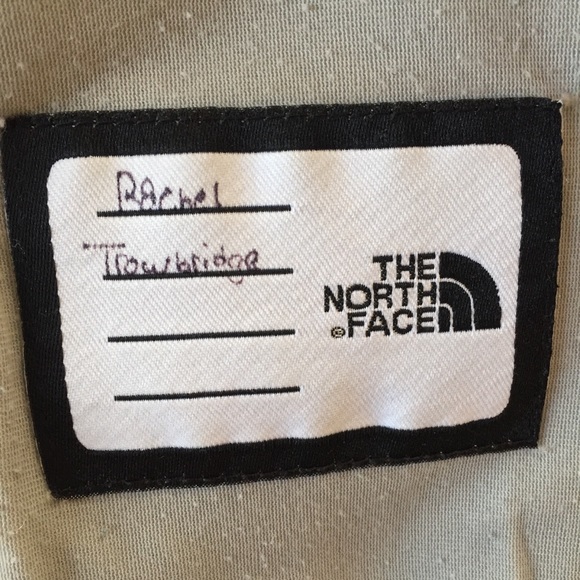 Rachel
Trowbridge
THE
NORTH
®FACE